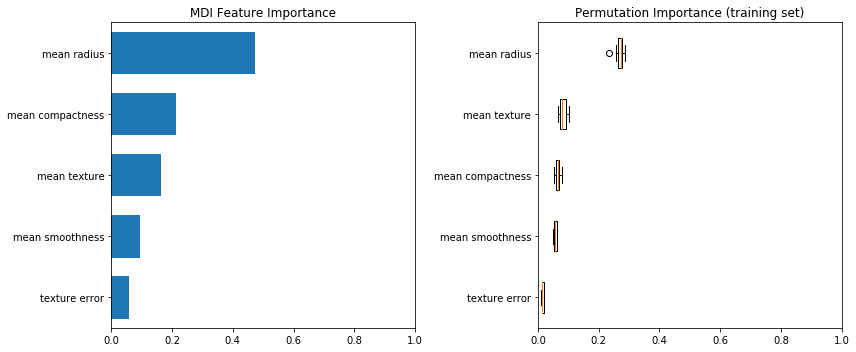 MDI Feature Importance
mean radius
mean compactness
mean texture
mean smoothness
texture error
0.0 0.2 0.4 0.6 0.8 1.0
Permutation Importance (training set)
mean radius
mean texture
mean compactness
mean smoothness
texture error
0.0 0.2 0.4 0.6 0.8 1.0